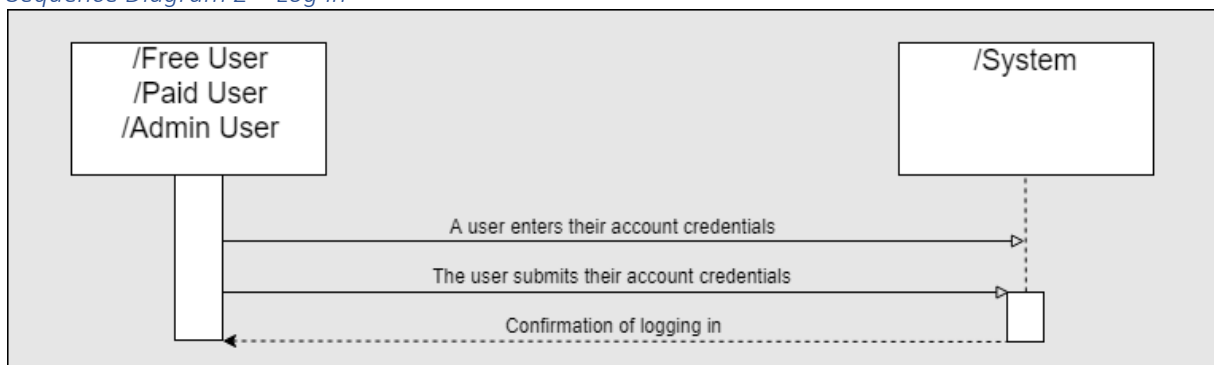 Sequence Diagram 2 – Log in
/Free User
/Paid User
/Admin User
/System
A user enters their account credentials
The user submits their account credentials
Confirmation of logging in